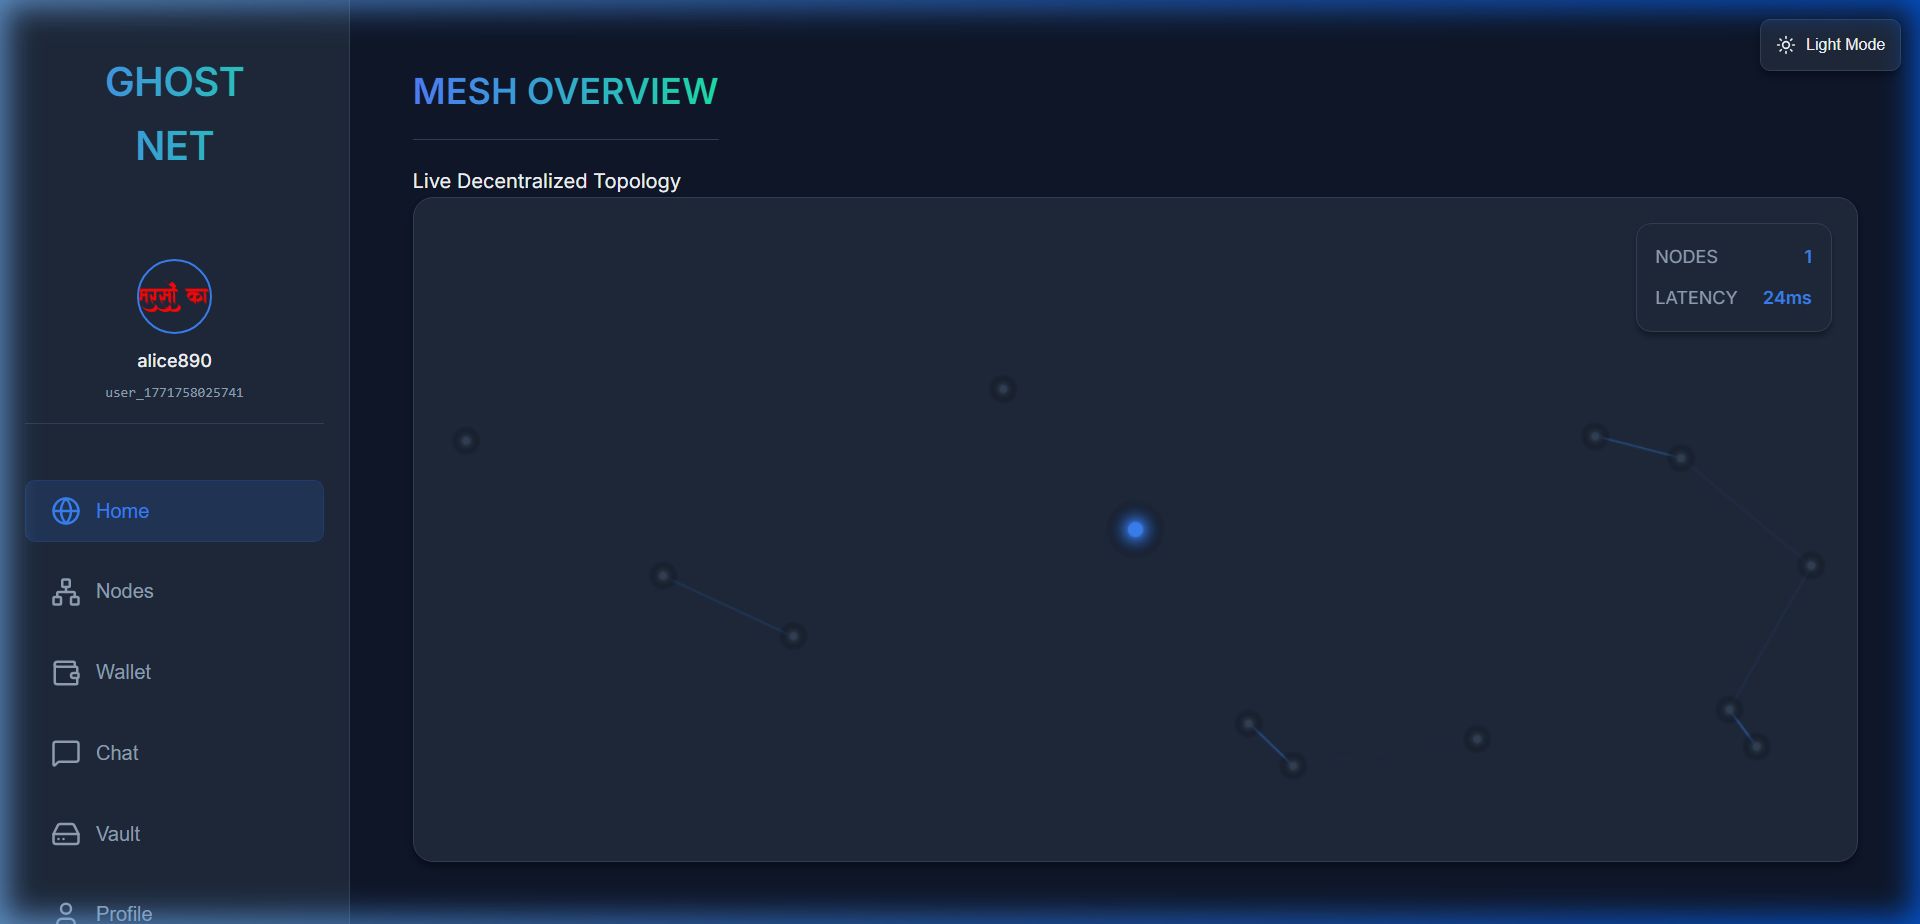 GHOST
NET
सरसों का
alice890
user_1771758025741
Home
Nodes
Wallet
Chat
Vault
Profile
Light Mode
MESH OVERVIEW
Live Decentralized Topology
NODES 1
LATENCY 24ms